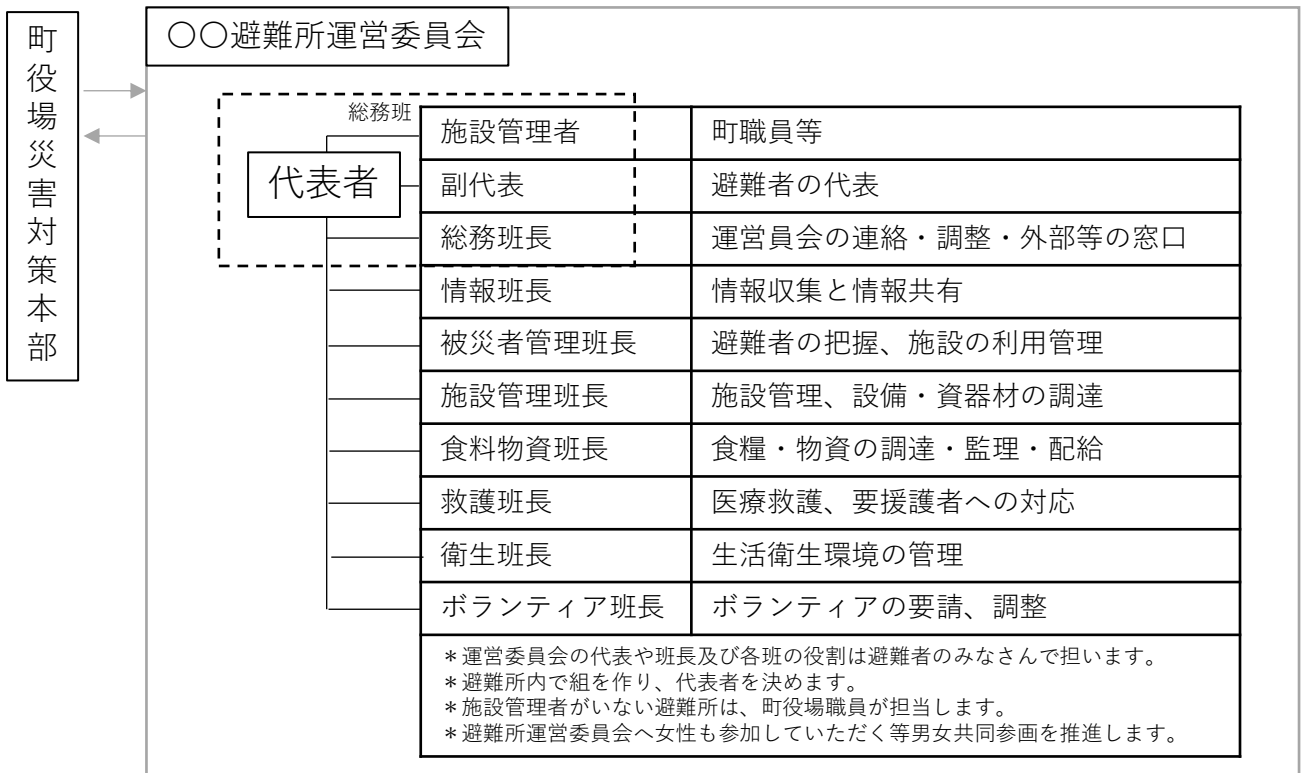 町役場災害対策本部
〇〇避難所運営委員会
総務班
代表者
施設管理者 町職員等
副代表 避難者の代表
総務班長 運営員会の連絡・調整・外部等の窓口
情報班長 情報収集と情報共有
被災者管理班長 避難者の把握、施設の利用管理
施設管理班長 施設管理、設備・資器材の調達
食料物資班長 食糧・物資の調達・監理・配給
救護班長 医療救護、要援護者への対応
衛生班長 生活衛生環境の管理
ボランティア班長 ボランティアの要請、調整
＊運営委員会の代表や班長及び各班の役割は避難者のみなさんで担います。
＊避難所内で組を作り、代表者を決めます。
＊施設管理者がいない避難所は、町役場職員が担当します。
＊避難所運営委員会へ女性も参加していただく等男女共同参画を推進します。